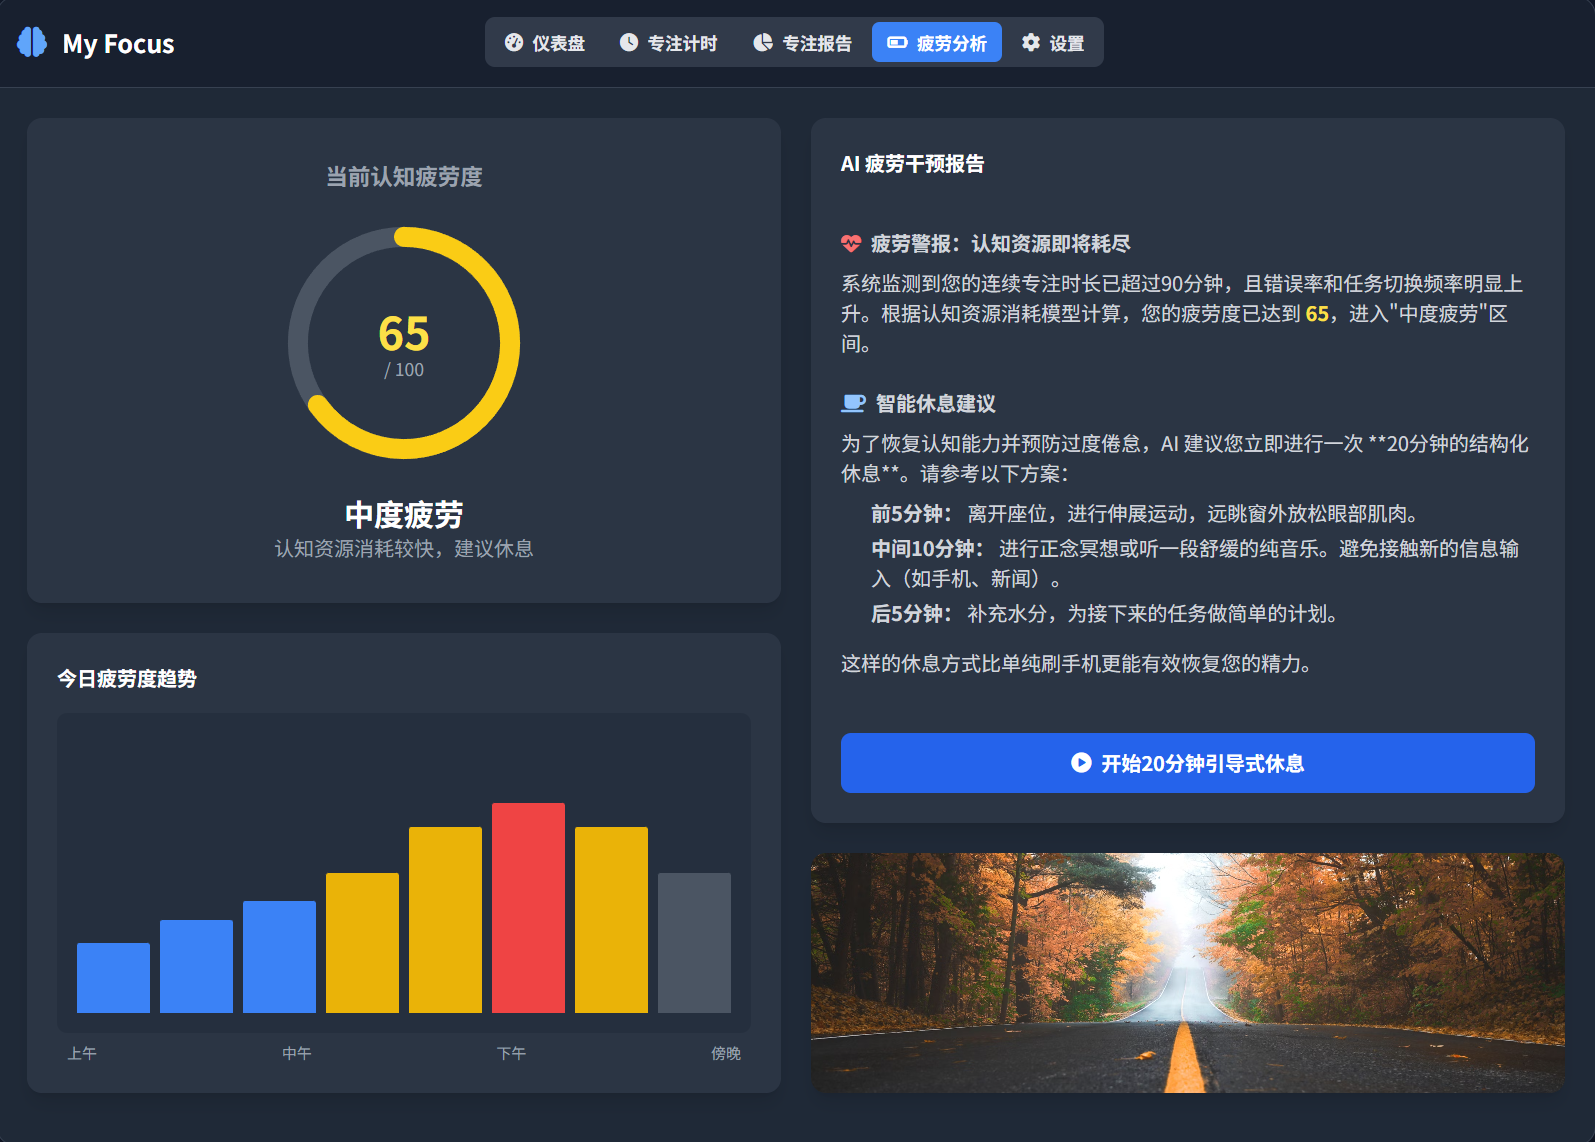 My Focus
仪表盘
专注计时
专注报告
疲劳分析
设置
当前认知疲劳度
65
/ 100
中度疲劳
认知资源消耗较快，建议休息
今日疲劳度趋势
上午
中午
下午
傍晚
AI 疲劳干预报告
疲劳警报：认知资源即将耗尽
系统监测到您的连续专注时长已超过90分钟，且错误率和任务切换频率明显上
升。根据认知资源消耗模型计算，您的疲劳度已达到 65，进入"中度疲劳"区
间。
智能休息建议
为了恢复认知能力并预防过度倦怠，AI 建议您立即进行一次 **20分钟的结构化
休息**。请参考以下方案：
前5分钟： 离开座位，进行伸展运动，远眺窗外放松眼部肌肉。
中间10分钟： 进行正念冥想或听一段舒缓的纯音乐。避免接触新的信息输
入（如手机、新闻）。
后5分钟： 补充水分，为接下来的任务做简单的计划。
这样的休息方式比单纯刷手机更能有效恢复您的精力。
开始20分钟引导式休息